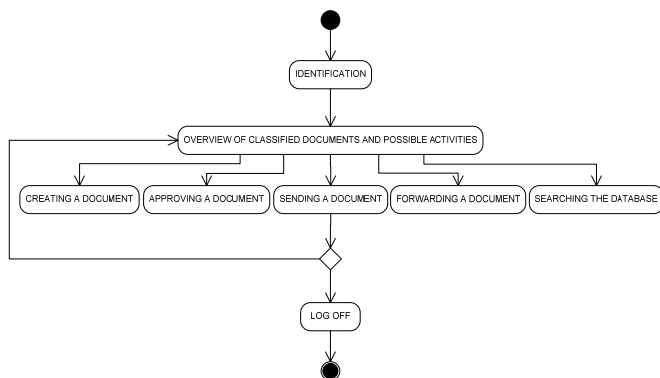 IDENTIFICATION
OVERVIEW OF CLASSIFIED DOCUMENTS AND POSSIBLE ACTIVITIES
CREATING A DOCUMENT
APPROVING A DOCUMENT
SENDING A DOCUMENT
FORWARDING A DOCUMENT
SEARCHING THE DATABASE
LOG OFF